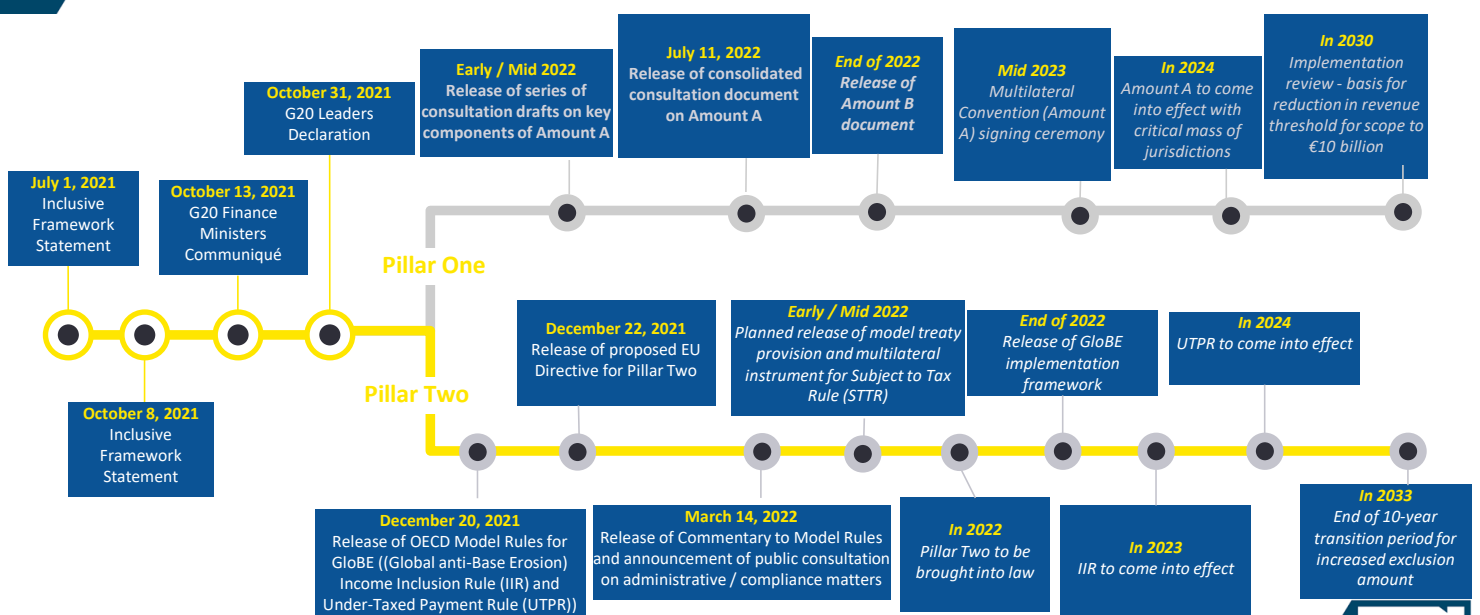 July 1, 2021
Inclusive
Framework
Statement
October 8, 2021
Inclusive
Framework
Statement
October 13, 2021
G20 Finance
Ministers
Communiqué
October 31, 2021
G20 Leaders
Declaration
Pillar One
Early / Mid 2022
Release of series of
consultation drafts on key
components of Amount A
July 11, 2022
Release of consolidated
consultation document
on Amount A
End of 2022
Release of
Amount B
document
Mid 2023
Multilateral
Convention (Amount
A) signing ceremony
In 2024
Amount A to come
into effect with
critical mass of
jurisdictions
In 2030
Implementation
review - basis for
reduction in revenue
threshold for scope to
€10 billion
Pillar Two
December 20, 2021
Release of OECD Model Rules for
GloBE ((Global anti-Base Erosion)
Income Inclusion Rule (IIR) and
Under-Taxed Payment Rule (UTPR))
December 22, 2021
Release of proposed EU
Directive for Pillar Two
March 14, 2022
Release of Commentary to Model Rules
and announcement of public consultation
on administrative / compliance matters
Early / Mid 2022
Planned release of model treaty
provision and multilateral
instrument for Subject to Tax
Rule (STTR)
In 2022
Pillar Two to be
brought into law
End of 2022
Release of GloBE
implementation
framework
In 2023
IIR to come into effect
In 2024
UTPR to come into effect
In 2033
End of 10-year
transition period for
increased exclusion
amount